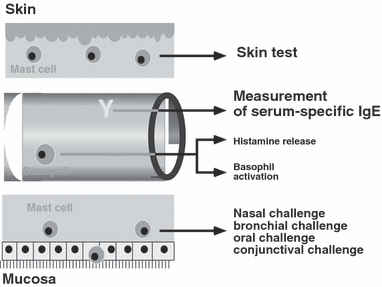 Skin
Mast cell
Skin test
Y
Measurement
of serum-specific IgE
Histamine release
Basophil
Basophil
activation
Mast cell
Nasal challenge
bronchial challenge
oral challenge
conjunctival challenge
Mucosa